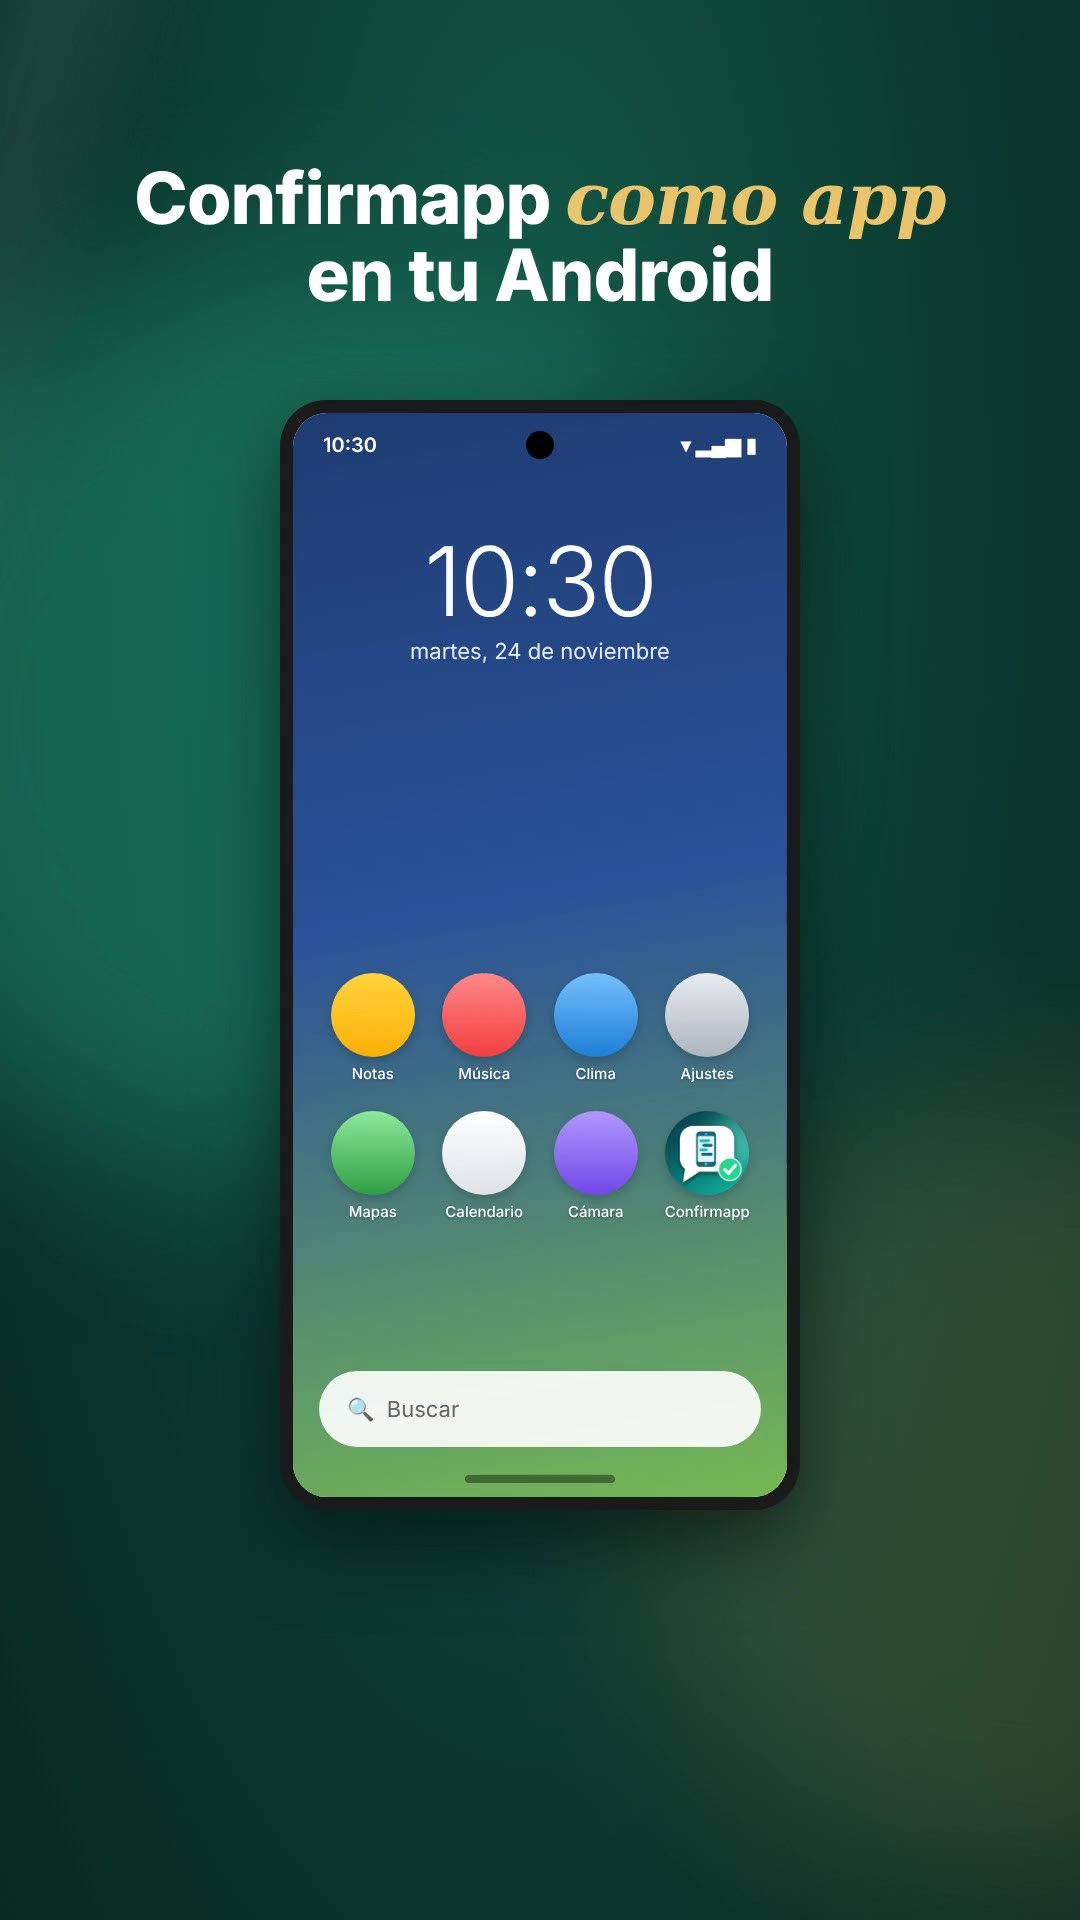 Confirmapp como app
en tu Android
10:30
10:30
martes, 24 de noviembre
Notas Música Clima Ajustes
Mapas Calendario Cámara Confirmapp
Buscar